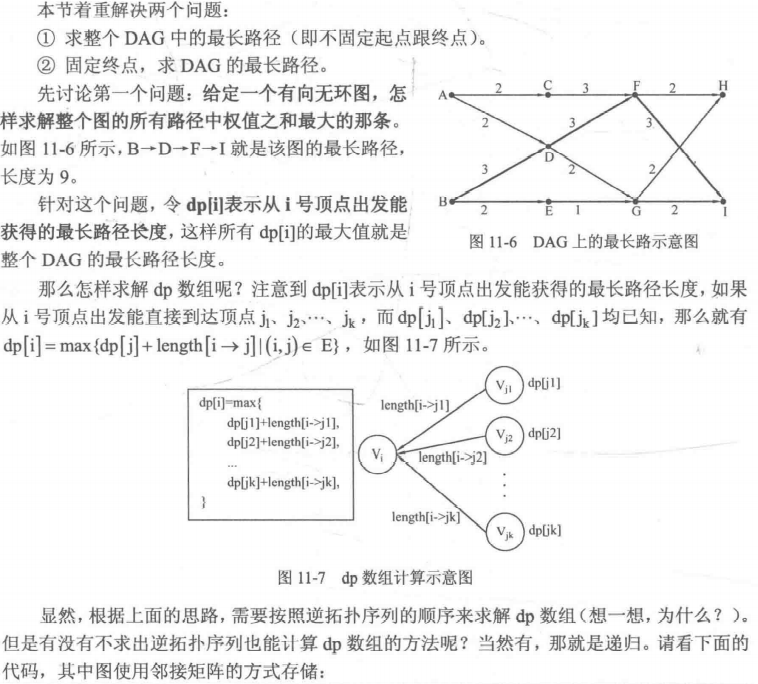 本节着重解决两个问题：
① 求整个 DAG 中的最长路径（即不固定起点跟终点）。
② 固定终点，求 DAG 的最长路径。
先讨论第一个问题：给定一个有向无环图，怎
样求解整个图的所有路径中权值之和最大的那条。
如图 11-6 所示，B→D→F→I 就是该图的最长路径，
长度为 9。
针对这个问题，令 dp[i]表示从 i 号顶点出发能
获得的最长路径长度，这样所有 dp[i]的最大值就是
整个 DAG 的最长路径长度。
A 2 C 3 F 2 H
2 3 3
D
3 2 2
B 2 E 1 G 2 I
图 11-6 DAG 上的最长路示意图
那么怎样求解 dp 数组呢？注意到 dp[i]表示从 i 号顶点出发能获得的最长路径长度，如果
从 i 号顶点出发能直接到达顶点 j₁、j₂、⋯、jₖ，而 dp[j₁]、dp[j₂]、⋯、dp[jₖ]均已知，那么就有
dp[i]=max{dp[j]+length[i→j]|(i,j)∈E}，如图 11-7 所示。
dp[i]=max{
dp[j1]+length[i->j1],
dp[j2]+length[i->j2],
...
dp[jk]+length[i->jk],
}
Vi
length[i->j1]
Vj1 dp[j1]
length[i->j2]
Vj2 dp[j2]
length[i->jk]
Vjk dp[jk]
图 11-7 dp 数组计算示意图
显然，根据上面的思路，需要按照逆拓扑序列的顺序来求解 dp 数组（想一想，为什么？）。
但是有没有不求出逆拓扑序列也能计算 dp 数组的方法呢？当然有，那就是递归。请看下面的
代码，其中图使用邻接矩阵的方式存储：